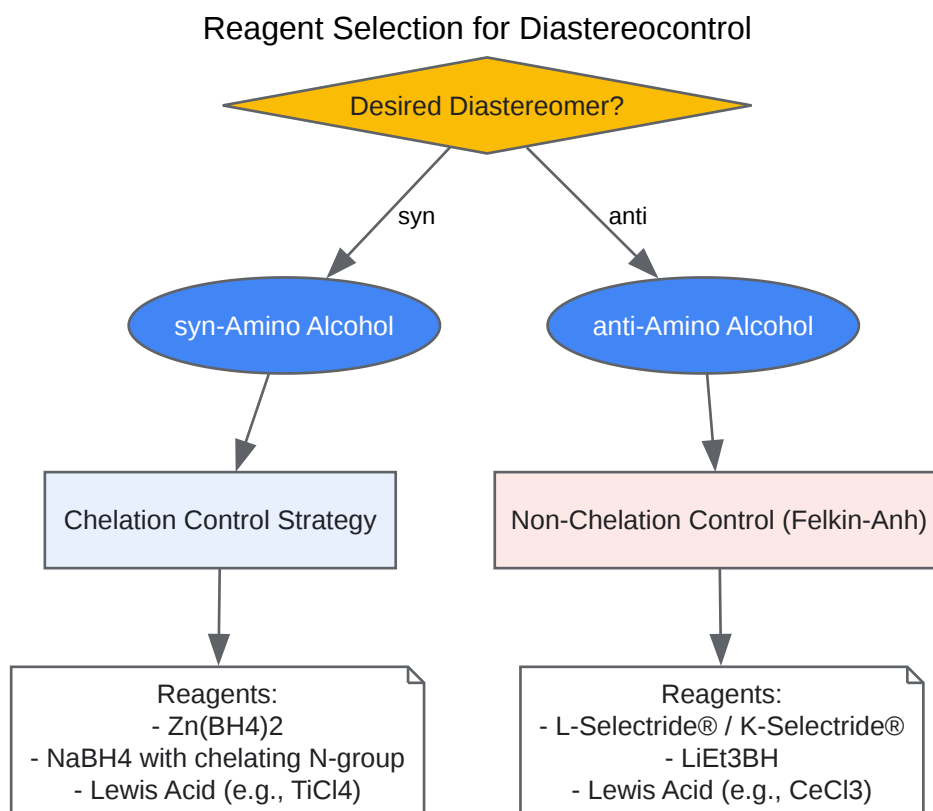 Reagent Selection for Diastereocontrol
Desired Diastereomer?
syn
anti
syn-Amino Alcohol
anti-Amino Alcohol
Chelation Control Strategy
Non-Chelation Control (Felkin-Anh)
Reagents:
- Zn(BH4)2
- NaBH4 with chelating N-group
- Lewis Acid (e.g., TiCl4)
Reagents:
- L-Selectride® / K-Selectride®
- LiEt3BH
- Lewis Acid (e.g., CeCl3)